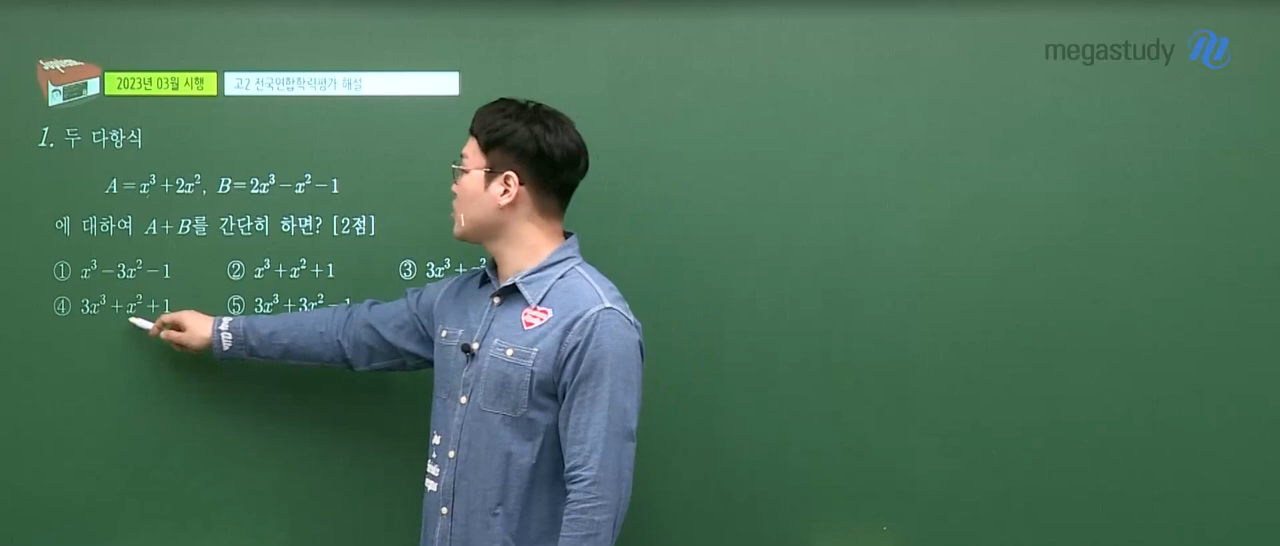 megastudy
2023년 03월 시행 고2 전국연합학력평가 해설
1. 두 다항식
A=x³+2x², B=2x³-x²-1
에 대하여 A+B를 간단히 하면? [2점]
① x³-3x²-1 ② x³+x²+1 ③ 3x³+
④ 3x³+x²+1 ⑤ 3x³+3x²-1